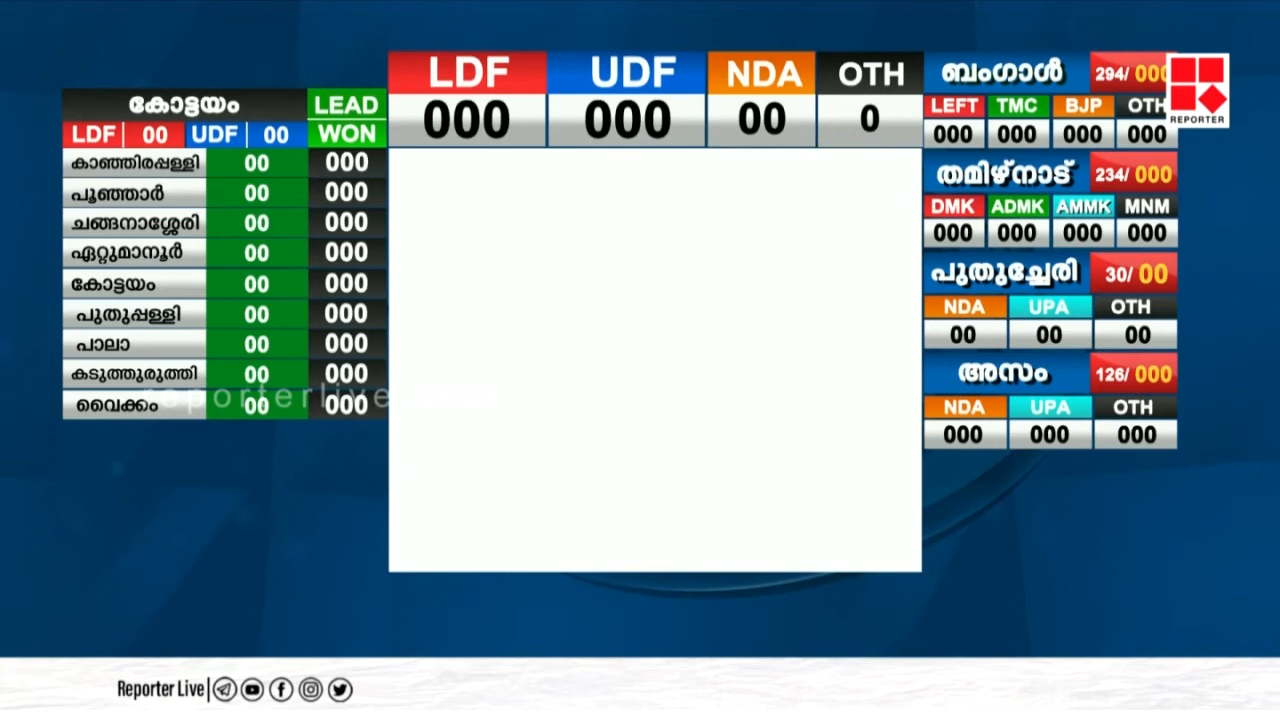 കോട്ടയം LEAD
LDF 00 UDF 00 WON
കാഞ്ഞിരപ്പള്ളി 00 000
പൂഞ്ഞാർ 00 000
ചങ്ങനാശ്ശേരി 00 000
ഏറ്റുമാനൂർ 00 000
കോട്ടയം 00 000
പുതുപ്പള്ളി 00 000
പാലാ 00 000
കടുത്തുരുത്തി 00 000
വൈക്കം 00 000
reporterlive
LDF UDF NDA OTH
000 000 00 0
ബംഗാൾ 294/ 000
LEFT TMC BJP OTH
000 000 000 000
തമിഴ്നാട് 234/ 000
DMK ADMK AMMK MNM
000 000 000 000
പുതുച്ചേരി 30/ 00
NDA UPA OTH
00 00 00
അസം 126/ 000
NDA UPA OTH
000 000 000
REPORTER
Reporter Live